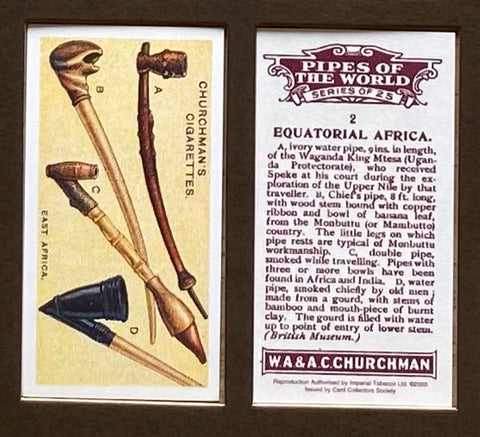 CHURCHMAN'S
CIGARETTES.
A
B
C
D
EAST AFRICA.
PIPES OF
THE WORLD
SERIES OF 25
2
EQUATORIAL AFRICA.
A, ivory water pipe, 9 ins. in length,
of the Waganda King Mtesa (Ugan-
da Protectorate), who received
Speke at his court during the ex-
ploration of the Upper Nile by that
traveller. B, Chief's pipe, 8 ft. long,
with wood stem bound with copper
ribbon and bowl of banana leaf,
from the Monbuttu (or Mambutto)
country. The little legs on which
pipe rests are typical of Monbuttu
workmanship. C, double pipe,
smoked while travelling. Pipes with
three or more bowls have been
found in Africa and India. D, water
pipe, smoked chiefly by old men;
made from a gourd, with stems of
bamboo and mouth-piece of burnt
clay. The gourd is filled with water
up to point of entry of lower stem.
(British Museum.)
W.A. & A.C. CHURCHMAN
Reproduction Authorised by Imperial Tobacco Ltd. ©2000
Issued by Card Collectors Society